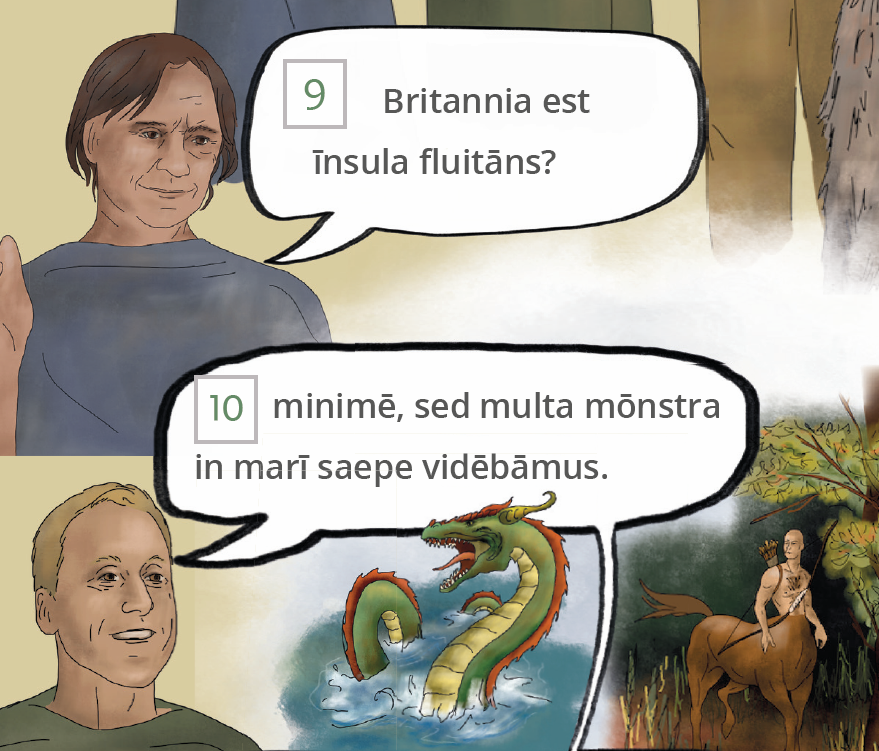 9 Britannia est
īnsula fluitāns?
10 minimē, sed multa mōnstra
in marī saepe vidēbāmus.